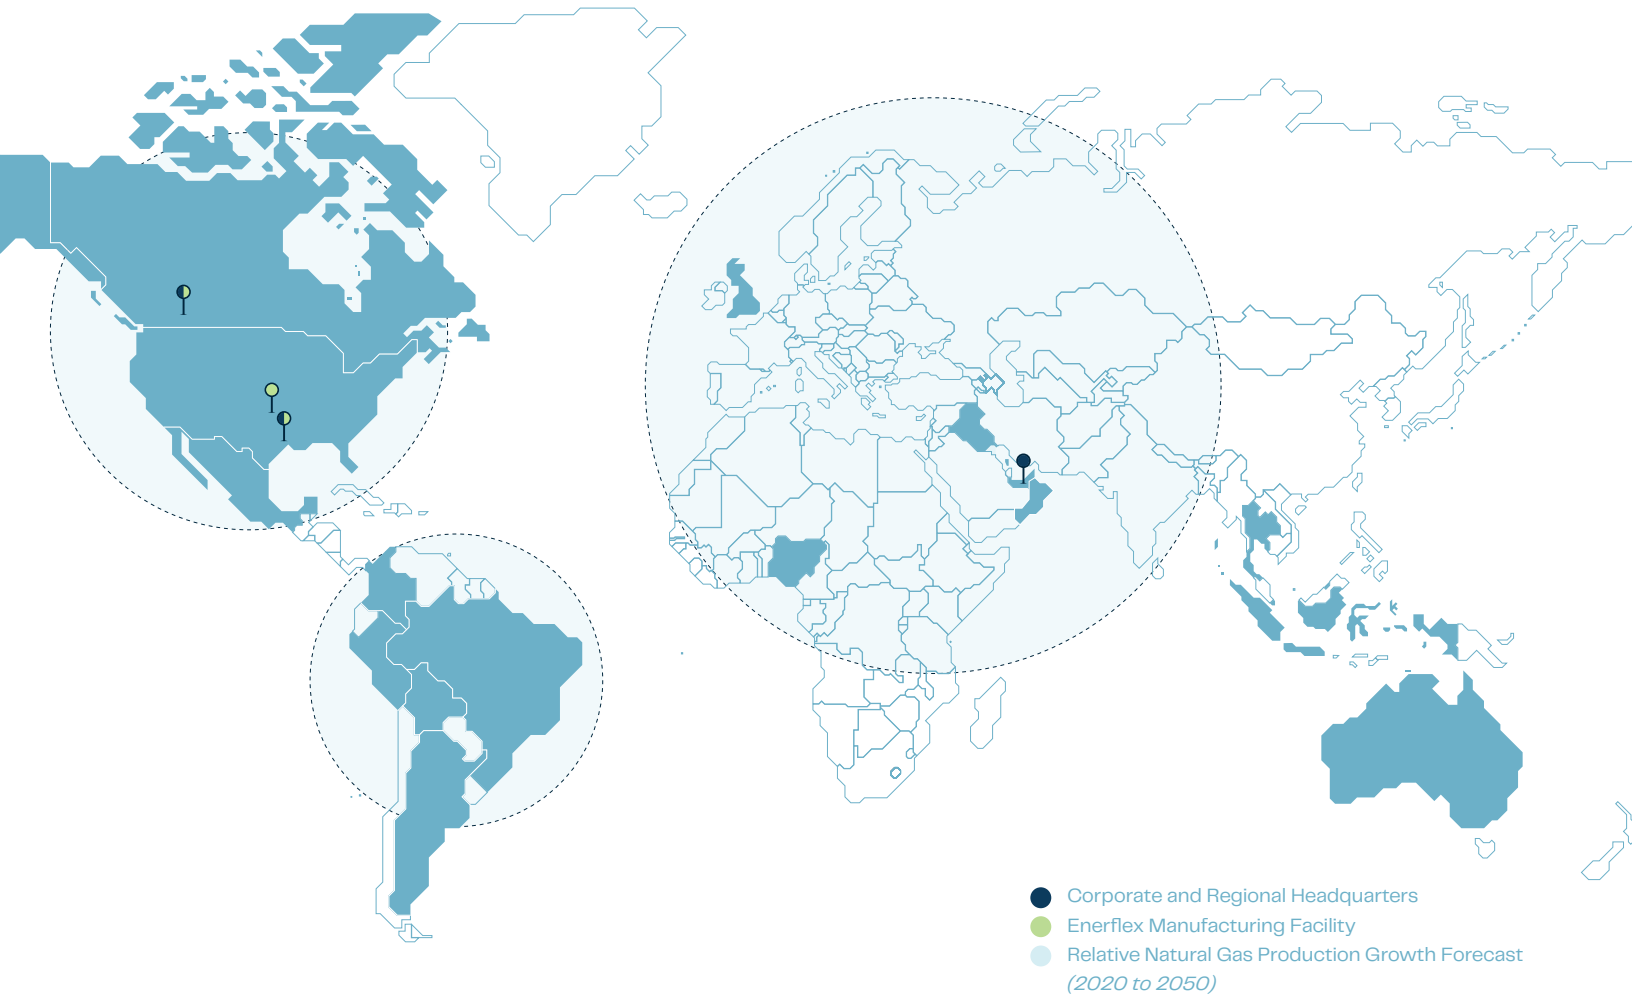 Corporate and Regional Headquarters
Enerflex Manufacturing Facility
Relative Natural Gas Production Growth Forecast
(2020 to 2050)